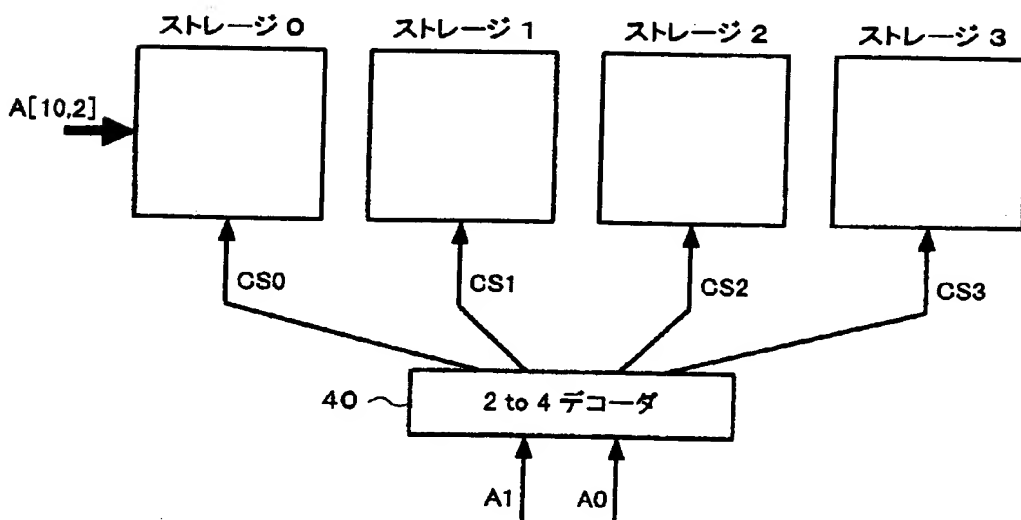 ストレージ 0
ストレージ 1
ストレージ 2
ストレージ 3
A[10,2]
CS0
CS1
CS2
CS3
40
2 to 4 デコーダ
A1
A0